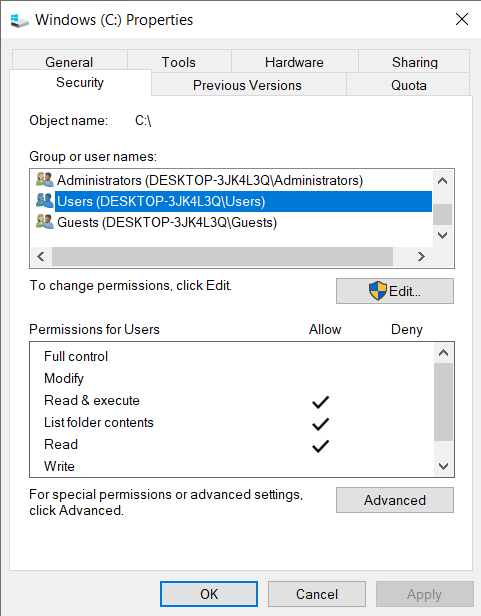 Windows (C:) Properties
General Tools Hardware Sharing
Security Previous Versions Quota
Object name: C:\
Group or user names:
Administrators (DESKTOP-3JK4L3Q\Administrators)
Users (DESKTOP-3JK4L3Q\Users)
Guests (DESKTOP-3JK4L3Q\Guests)
To change permissions, click Edit.
Edit...
Permissions for Users Allow Deny
Full control
Modify
Read & execute
List folder contents
Read
Write
For special permissions or advanced settings,
click Advanced.
Advanced
OK Cancel Apply